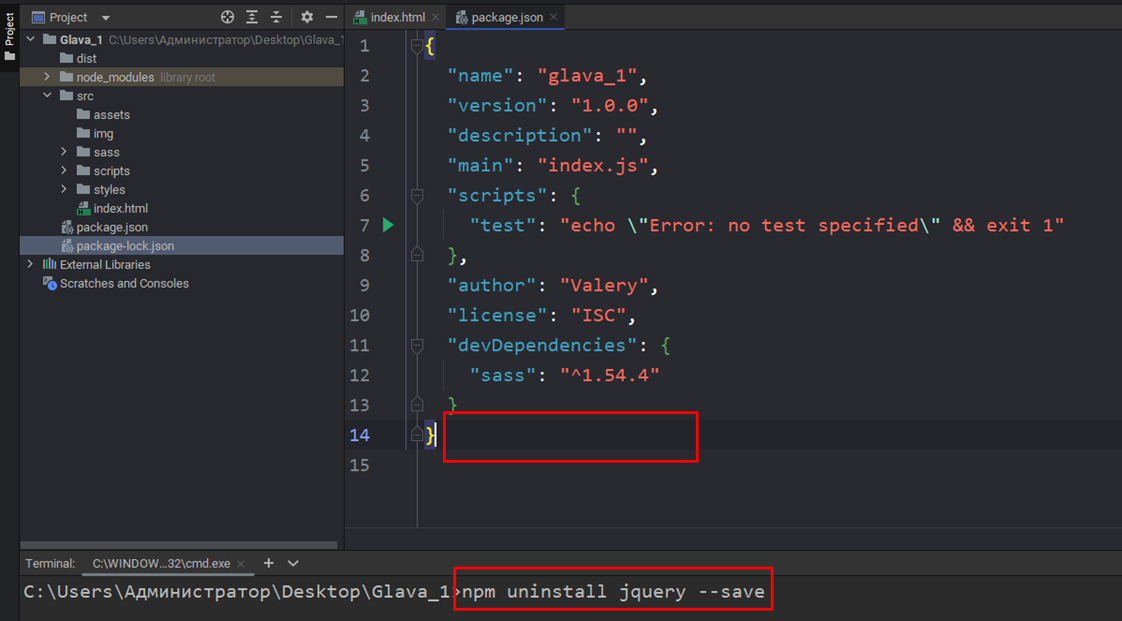 Project
Project
Glava_1 C:\Users\Администратор\Desktop\Glava_1
dist
node_modules library root
src
assets
img
sass
scripts
styles
index.html
package.json
package-lock.json
External Libraries
Scratches and Consoles
index.html package.json
1 {
2 "name": "glava_1",
3 "version": "1.0.0",
4 "description": "",
5 "main": "index.js",
6 "scripts": {
7 "test": "echo \"Error: no test specified\" && exit 1"
8 },
9 "author": "Valery",
10 "license": "ISC",
11 "devDependencies": {
12 "sass": "^1.54.4"
13 }
14 }
15
Terminal: C:\WINDOW...32\cmd.exe
C:\Users\Администратор\Desktop\Glava_1>npm uninstall jquery --save